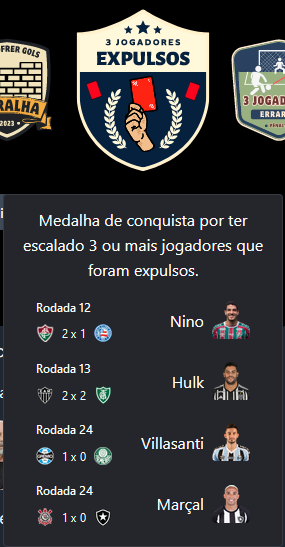 FRER GOLS
3 JOGADORES
EXPULSOS
RALHA
2023
3 JOGAD
ERRAR
Medalha de conquista por ter
escalado 3 ou mais jogadores que
foram expulsos.
Rodada 12
2 x 1
Nino
Rodada 13
2 x 2
Hulk
Rodada 24
1 x 0
Villasanti
Rodada 24
1 x 0
Marçal